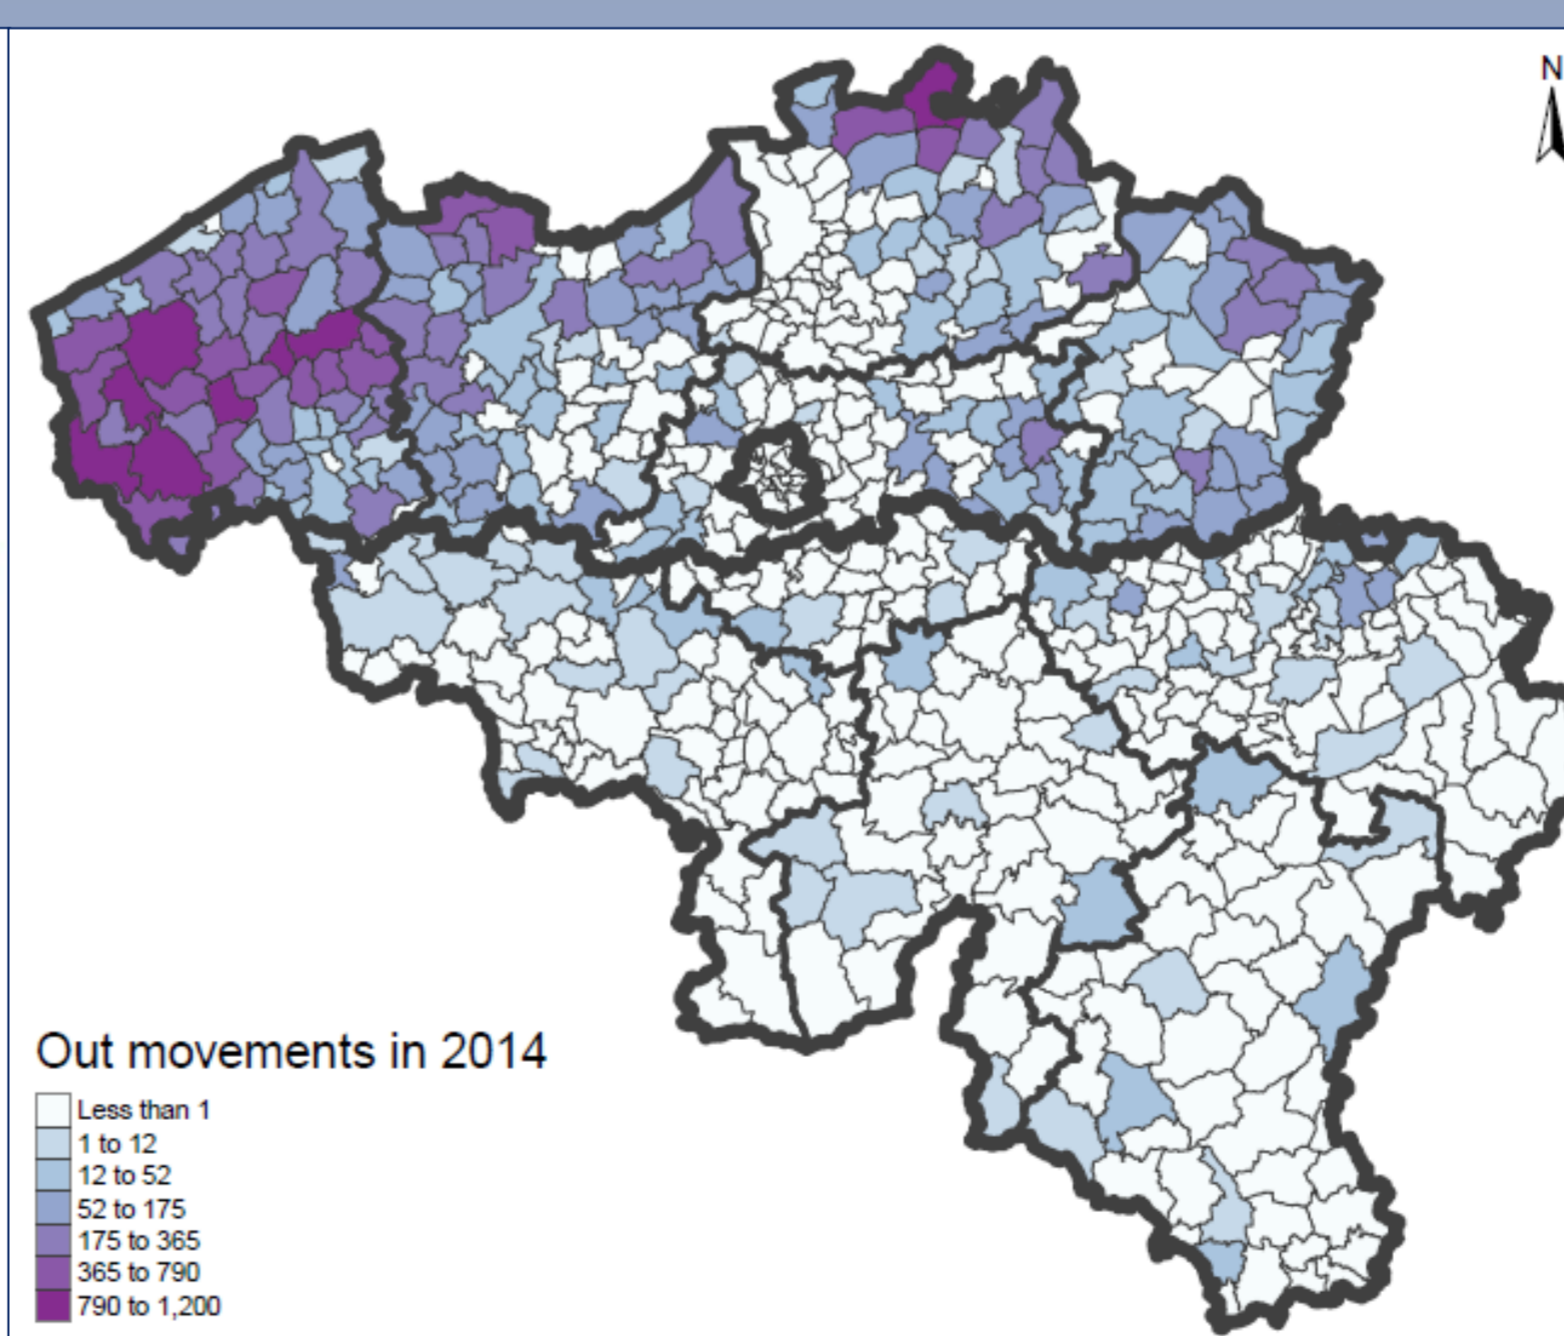 N
Out movements in 2014
Less than 1
1 to 12
12 to 52
52 to 175
175 to 365
365 to 790
790 to 1,200